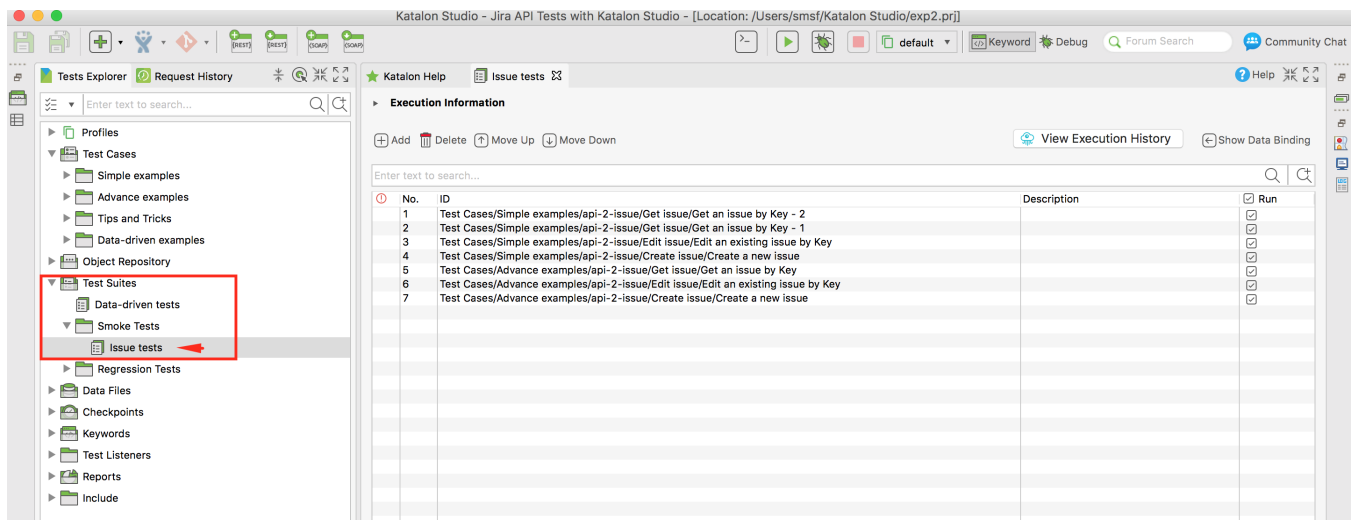 Katalon Studio - Jira API Tests with Katalon Studio - [Location: /Users/smsf/Katalon Studio/exp2.prj]
(REST) (REST) (SOAP) (SOAP) >_ default Keyword Debug Forum Search Community Chat
Tests Explorer Request History
Enter text to search...
Profiles
Test Cases
Simple examples
Advance examples
Tips and Tricks
Data-driven examples
Object Repository
Test Suites
Data-driven tests
Smoke Tests
Issue tests
Regression Tests
Data Files
Checkpoints
Keywords
Test Listeners
Reports
Include
Katalon Help Issue tests Help
Execution Information
Add Delete Move Up Move Down View Execution History Show Data Binding
Enter text to search...
No. ID Description Run
1 Test Cases/Simple examples/api-2-issue/Get issue/Get an issue by Key - 2
2 Test Cases/Simple examples/api-2-issue/Get issue/Get an issue by Key - 1
3 Test Cases/Simple examples/api-2-issue/Edit issue/Edit an existing issue by Key
4 Test Cases/Simple examples/api-2-issue/Create issue/Create a new issue
5 Test Cases/Advance examples/api-2-issue/Get issue/Get an issue by Key
6 Test Cases/Advance examples/api-2-issue/Edit issue/Edit an existing issue by Key
7 Test Cases/Advance examples/api-2-issue/Create issue/Create a new issue